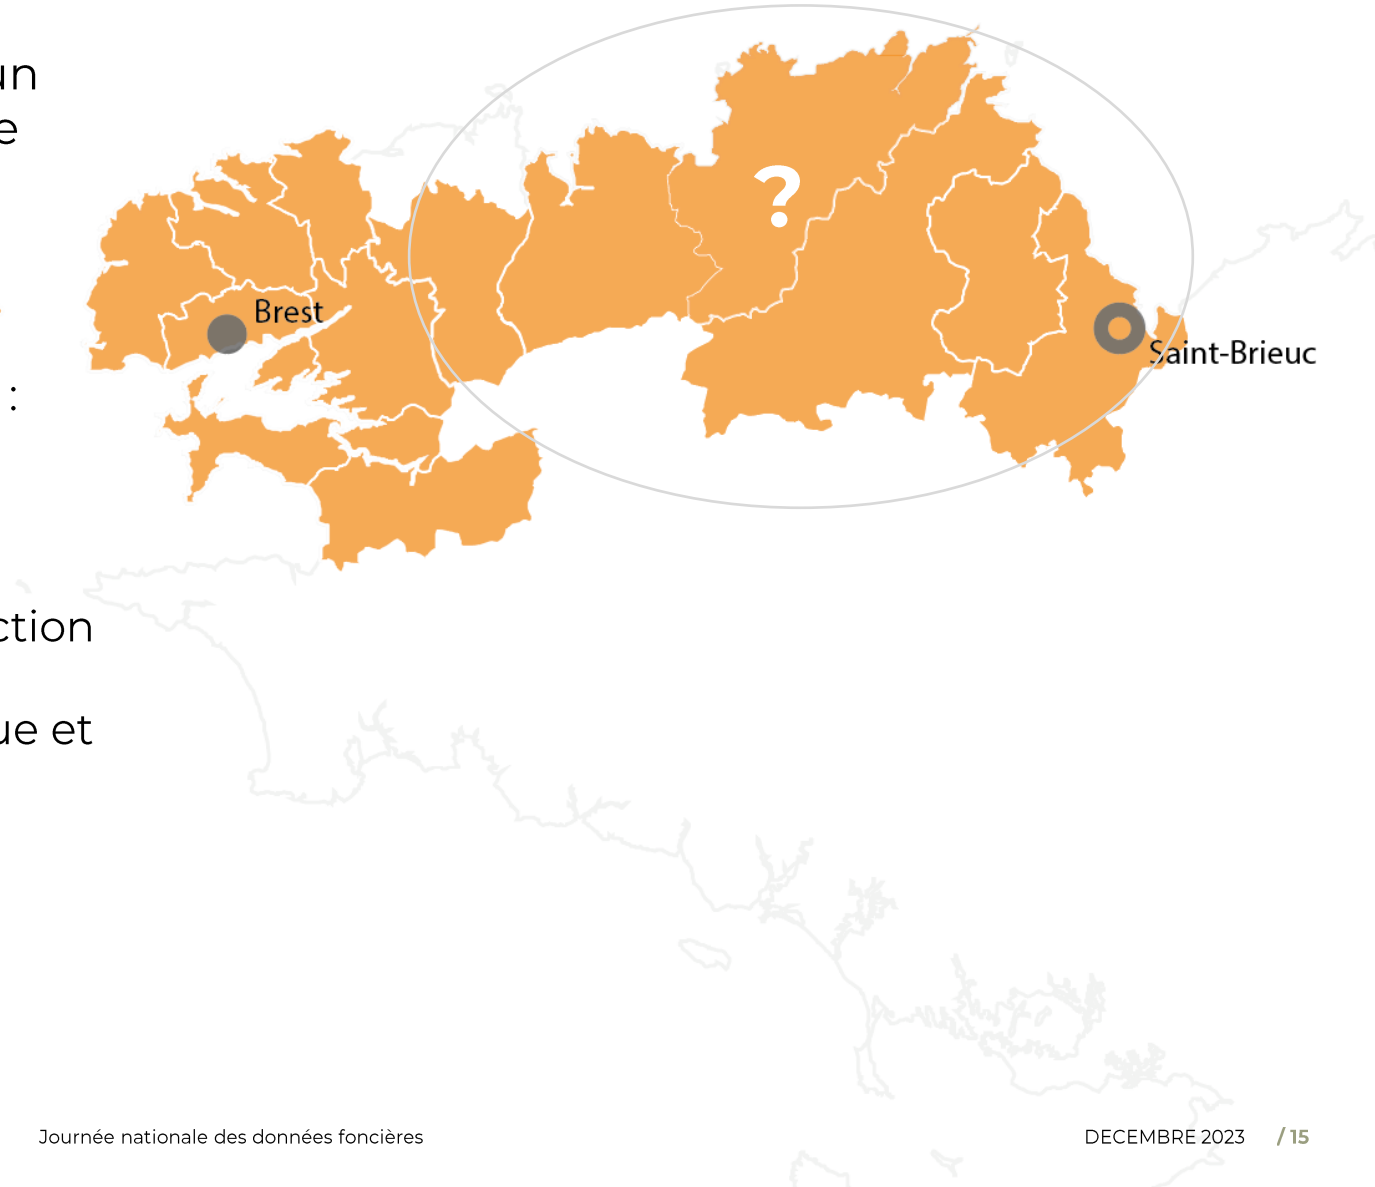 un
e
?
Brest
Saint-Brieuc
:
ction
ue et
Journée nationale des données foncières
DECEMBRE 2023 / 15